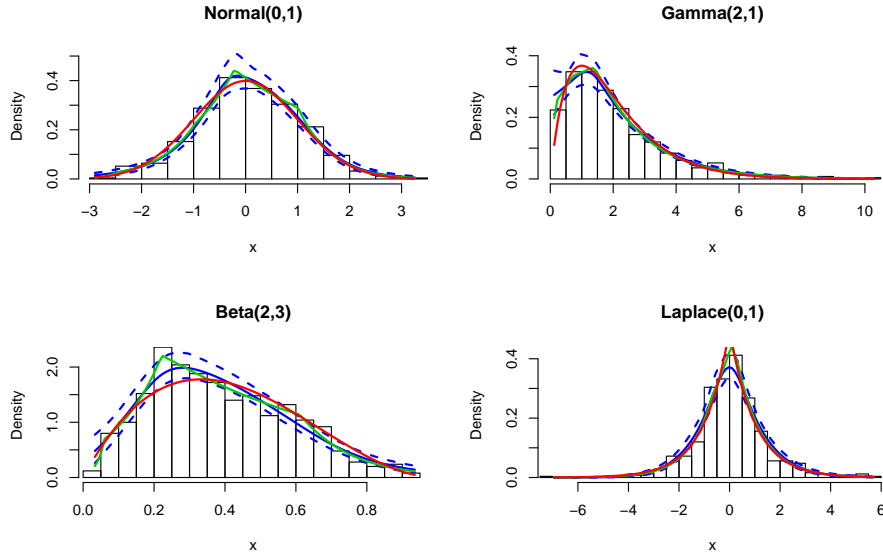 Normal(0,1)
Density
0.0 0.2 0.4
−3 −2 −1 0 1 2 3
x
Gamma(2,1)
Density
0.0 0.2 0.4
0 2 4 6 8 10
x
Beta(2,3)
Density
0.0 1.0 2.0
0.0 0.2 0.4 0.6 0.8
x
Laplace(0,1)
Density
0.0 0.2 0.4
−6 −4 −2 0 2 4 6
x